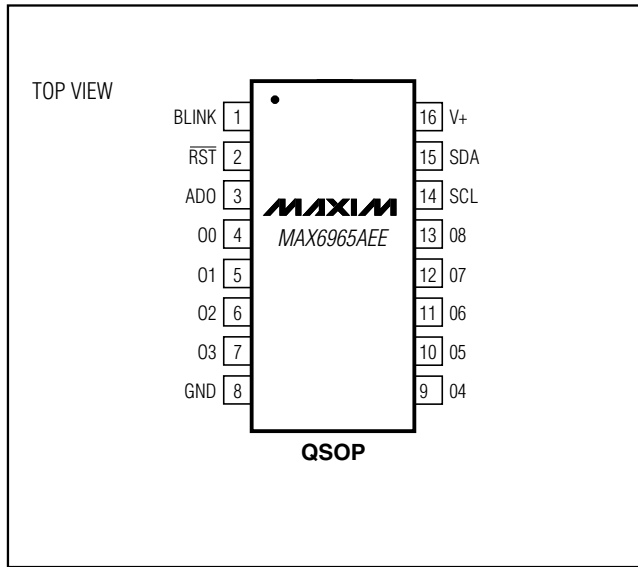 TOP VIEW
BLINK 1
RST 2
AD0 3
O0 4
O1 5
O2 6
O3 7
GND 8
MAXIM
MAX6965AEE
16 V+
15 SDA
14 SCL
13 O8
12 O7
11 O6
10 O5
9 O4
QSOP